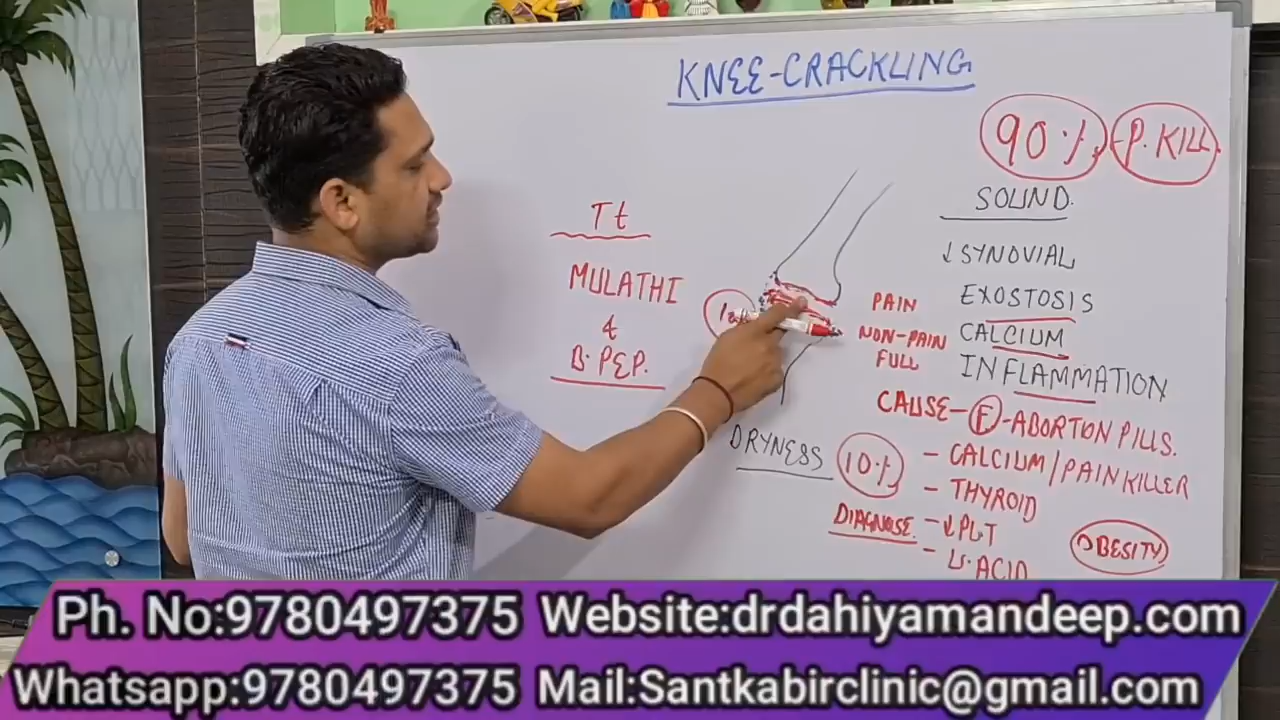 KNEE-CRACKLING
90% P. KILL
SOUND.
↓SYNOVIAL
EXOSTOSIS
CALCIUM
INFLAMMATION
Tt
MULATHI
&
B. PEP.
PAIN
NON-PAIN
FULL
CAUSE-(F)-ABORTION PILLS.
DRYNESS 10% - CALCIUM/PAINKILLER
- THYROID
DIAGNOSE. - ↓PLT
- U. ACID
OBESITY
Ph. No:9780497375 Website:drdahiyamandeep.com
Whatsapp:9780497375 Mail:Santkabirclinic@gmail.com